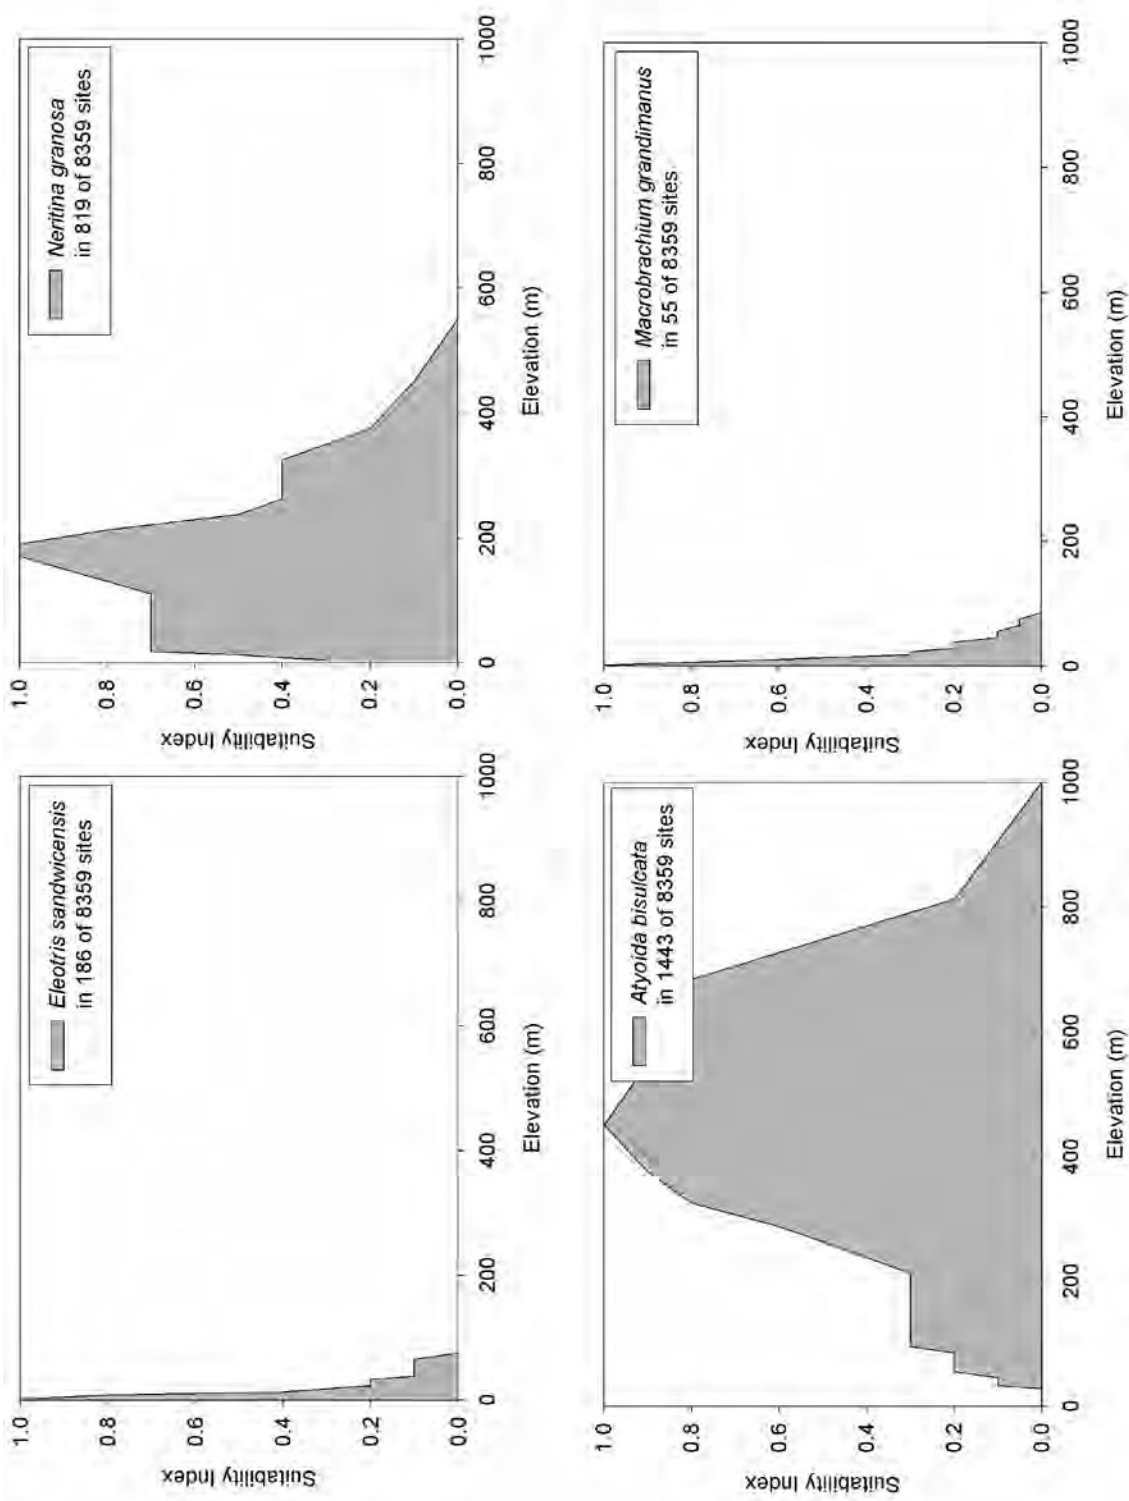 Suitability Index
1.0
0.8
0.6
0.4
0.2
0.0
Eleotris sandwicensis
in 186 of 8359 sites
0 200 400 600 800 1000
Elevation (m)
Suitability Index
1.0
0.8
0.6
0.4
0.2
0.0
Neritina granosa
in 819 of 8359 sites
0 200 400 600 800 1000
Elevation (m)
Suitability Index
1.0
0.8
0.6
0.4
0.2
0.0
Atyoida bisulcata
in 1443 of 8359 sites
0 200 400 600 800 1000
Elevation (m)
Suitability Index
1.0
0.8
0.6
0.4
0.2
0.0
Macrobrachium grandimanus
in 55 of 8359 sites
0 200 400 600 800 1000
Elevation (m)